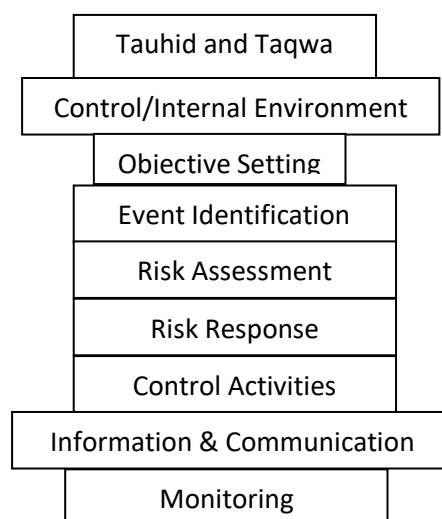 Tauhid and Taqwa
Control/Internal Environment
Objective Setting
Event Identification
Risk Assessment
Risk Response
Control Activities
Information & Communication
Monitoring